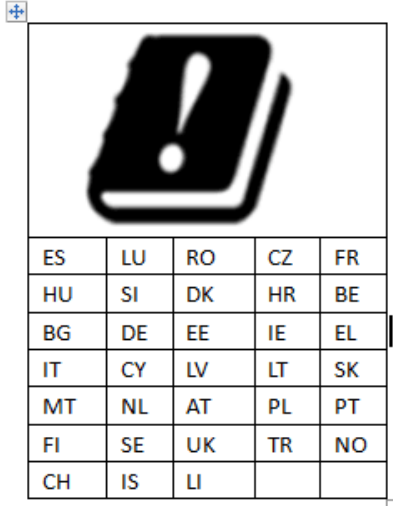 ES LU RO CZ FR
HU SI DK HR BE
BG DE EE IE EL
IT CY LV LT SK
MT NL AT PL PT
FI SE UK TR NO
CH IS LI